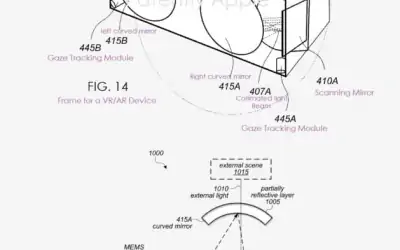 Patently Apple
left curved mirror
445B
415B
Gaze Tracking Module
Right curved mirror
415A
407A
410A
Collimated light
Scanning Mirror
445A
Gaze Tracking Module
FIG. 14
Frame for a VR/AR Device
1000
external scene
1015
1010
external light
partially
reflective layer
1005
415A
curved mirror
MEMS